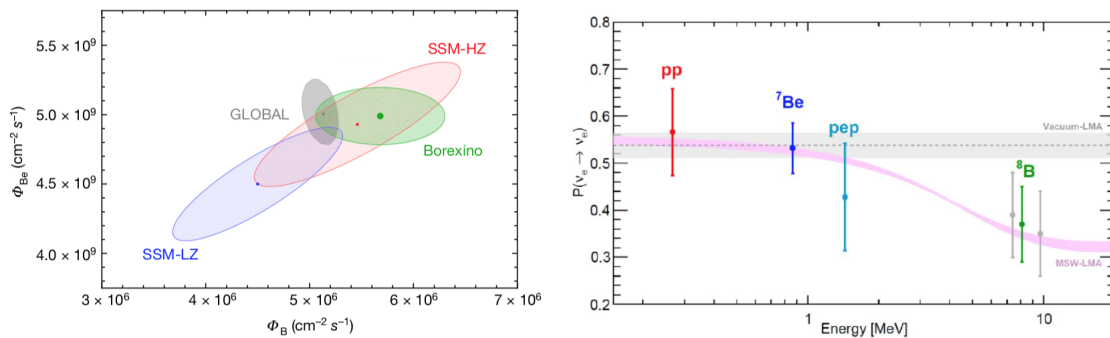 5.5 × 10⁹
5.0 × 10⁹
4.5 × 10⁹
4.0 × 10⁹
Φ_Be (cm⁻² s⁻¹)
SSM-HZ
GLOBAL
Borexino
SSM-LZ
3 × 10⁶
4 × 10⁶
5 × 10⁶
6 × 10⁶
7 × 10⁶
Φ_B (cm⁻² s⁻¹)
0.8
0.7
0.6
0.5
0.4
0.3
0.2
P(ν_e → ν_e)
pp
⁷Be
pep
Vacuum-LMA
⁸B
MSW-LMA
1
10
Energy [MeV]